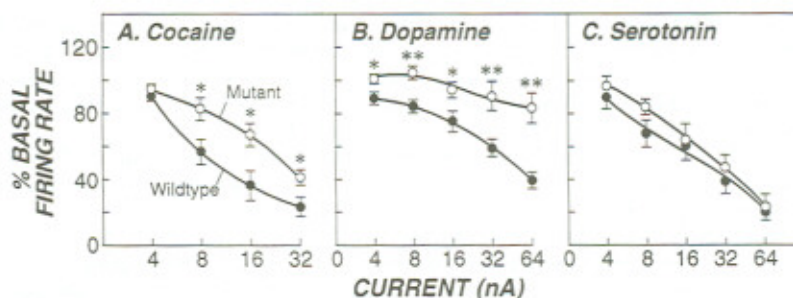 A. Cocaine
B. Dopamine
C. Serotonin
% BASAL
FIRING RATE
120
80
40
0
*
*
*
Mutant
Wildtype
*
**
*
**
**
4 8 16 32
0 4 8 16 32 64
0 4 8 16 32 64
CURRENT (nA)